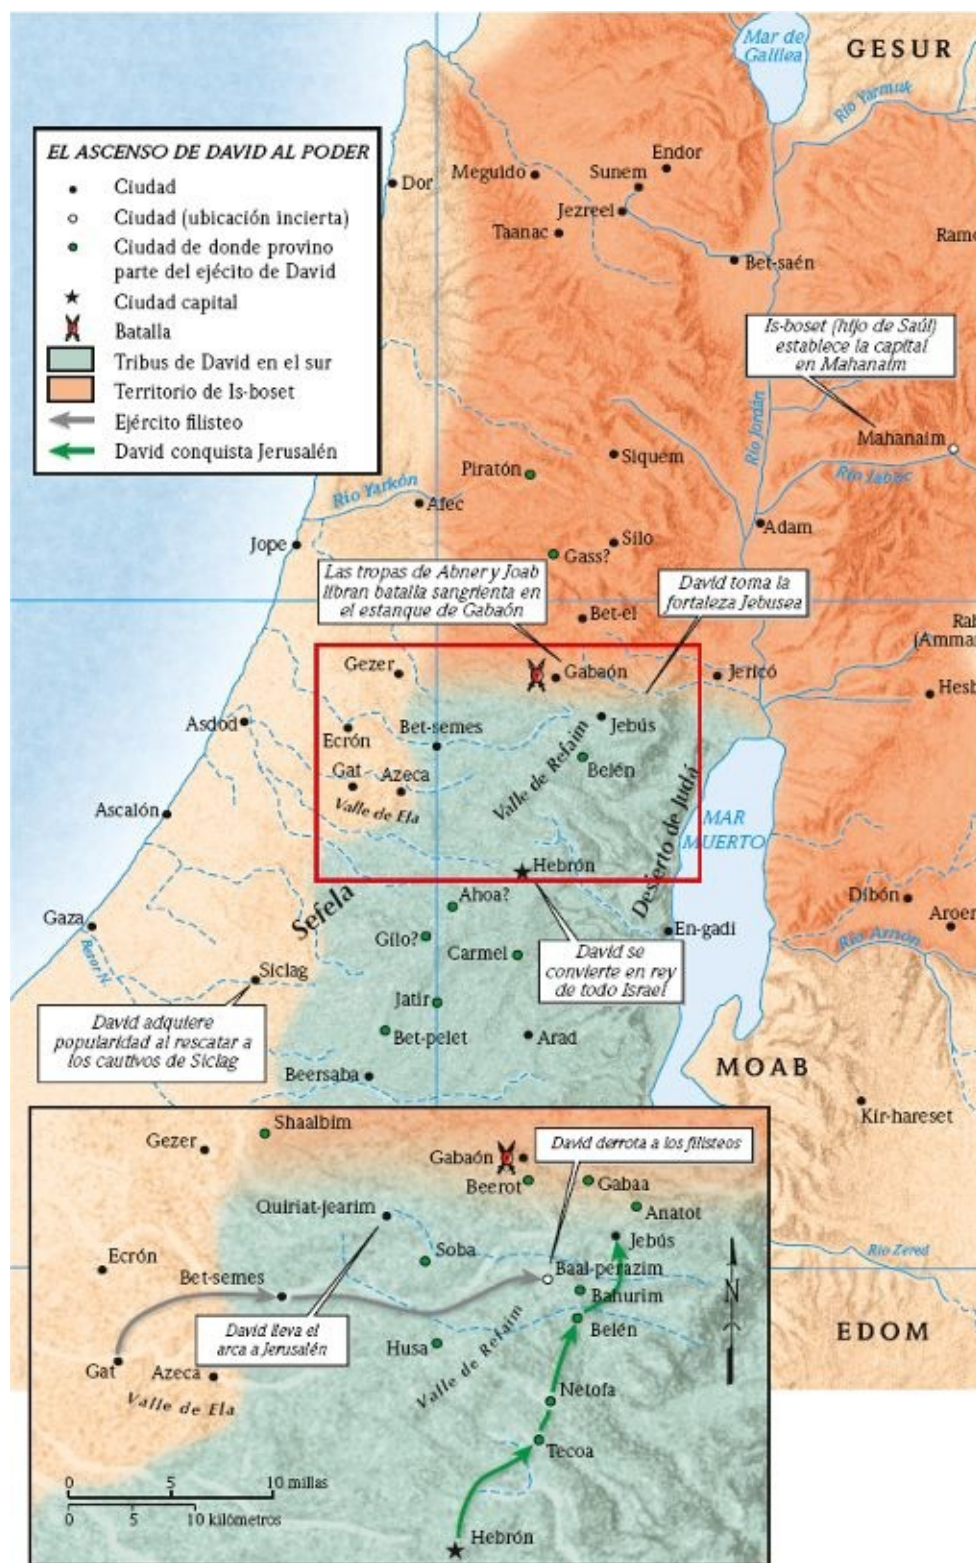 Mar de
Galilea
GESUR
Río Yarmuk
EL ASCENSO DE DAVID AL PODER
Ciudad
Ciudad (ubicación incierta)
Ciudad de donde provino
parte del ejército de David
Ciudad capital
Batalla
Tribus de David en el sur
Territorio de Is-boset
Ejército filisteo
David conquista Jerusalén
Dor
Meguido
Endor
Sunem
Jezreel
Taanac
Bet-saén
Ramo
Is-boset (hijo de Saúl)
establece la capital
en Mahanaim
Río Jordán
Mahanaim
Río Jaboc
Siquem
Piratón
Río Yarkón
Afec
Adam
Jope
Silo
Gass?
Las tropas de Abner y Joab
libran batalla sangrienta en
el estanque de Gabaón
David toma la
fortaleza Jebusea
Bet-el
Rab
(Amman
Gezer
Gabaón
Jericó
Hesb
Asdod
Ecrón
Bet-semes
Jebús
Valle de Refaim
Belén
Gat
Azeca
Valle de Ela
Ascalón
MAR
MUERTO
Desierto de Judá
Hebrón
Ahoa?
Sefela
Gaza
Besor N.
Gilo?
Carmel
En-gadi
Dibón
Aroer
Río Arnón
David se
convierte en rey
de todo Israel
Siclag
Jatir
David adquiere
popularidad al rescatar a
los cautivos de Siclag
Bet-pelet
Arad
Beersaba
MOAB
Kir-hareset
Shaalbim
Gezer
Gabaón
David derrota a los filisteos
Beerot
Gabaa
Anatot
Quiriat-jearim
Jebús
Soba
Ecrón
Bet-semes
Baal-perazim
Bahurim
Belén
David lleva el
arca a Jerusalén
Husa
Valle de Refaim
Gat
Azeca
Valle de Ela
Netofa
Tecoa
Hebrón
N
Río Zered
EDOM
0 5 10 millas
0 5 10 kilómetros